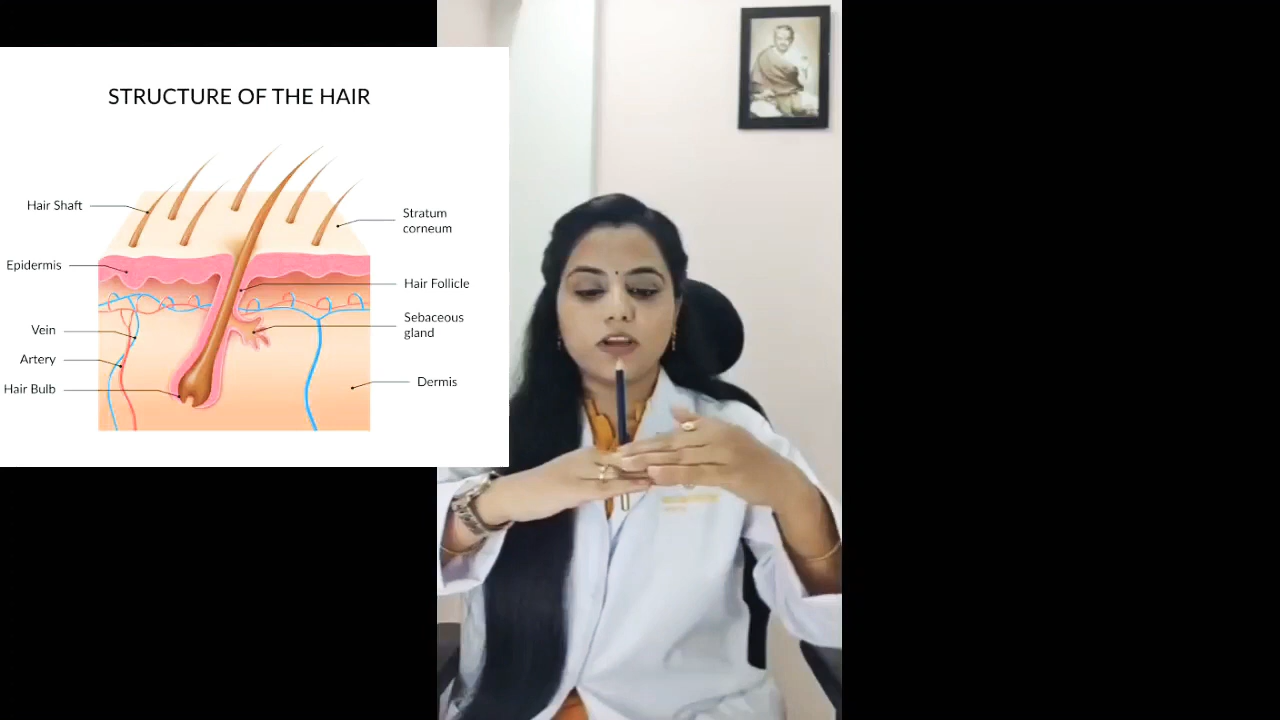 STRUCTURE OF THE HAIR
Hair Shaft
Stratum
corneum
Epidermis
Hair Follicle
Sebaceous
gland
Vein
Artery
Dermis
Hair Bulb